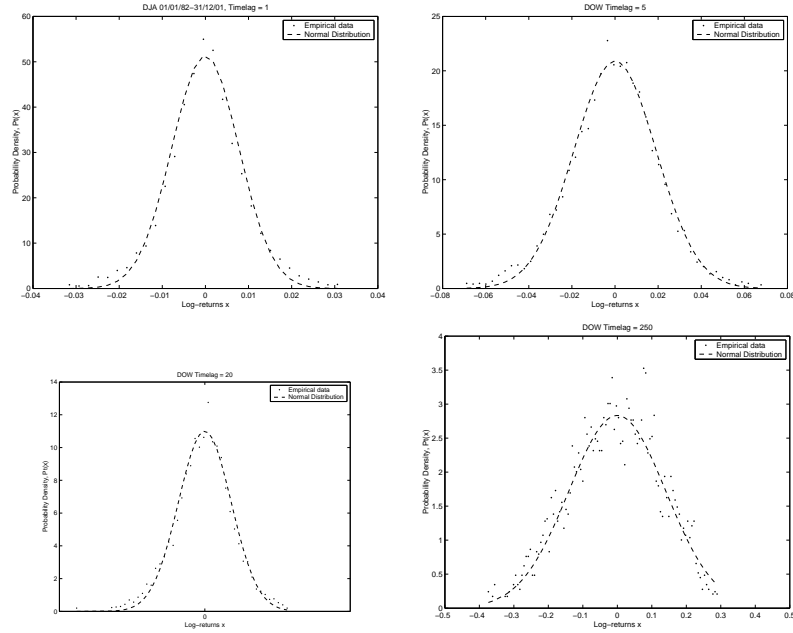 DJA 01/01/82−31/12/01, Timelag = 1
Empirical data
Normal Distribution
Probability Density, Pt(x)
60
50
40
30
20
10
0
−0.04 −0.03 −0.02 −0.01 0 0.01 0.02 0.03 0.04
Log−returns x
DOW Timelag = 5
Empirical data
Normal Distribution
Probability Density, Pt(x)
25
20
15
10
5
0
−0.08 −0.06 −0.04 −0.02 0 0.02 0.04 0.06 0.08
Log−returns x
DOW Timelag = 20
Empirical data
Normal Distribution
Probability Density, Pt(x)
14
12
10
8
6
4
2
0
0
Log−returns x
DOW Timelag = 250
Empirical data
Normal Distribution
Probability Density, Pt(x)
4
3.5
3
2.5
2
1.5
1
0.5
0
−0.5 −0.4 −0.3 −0.2 −0.1 0 0.1 0.2 0.3 0.4 0.5
Log−returns x